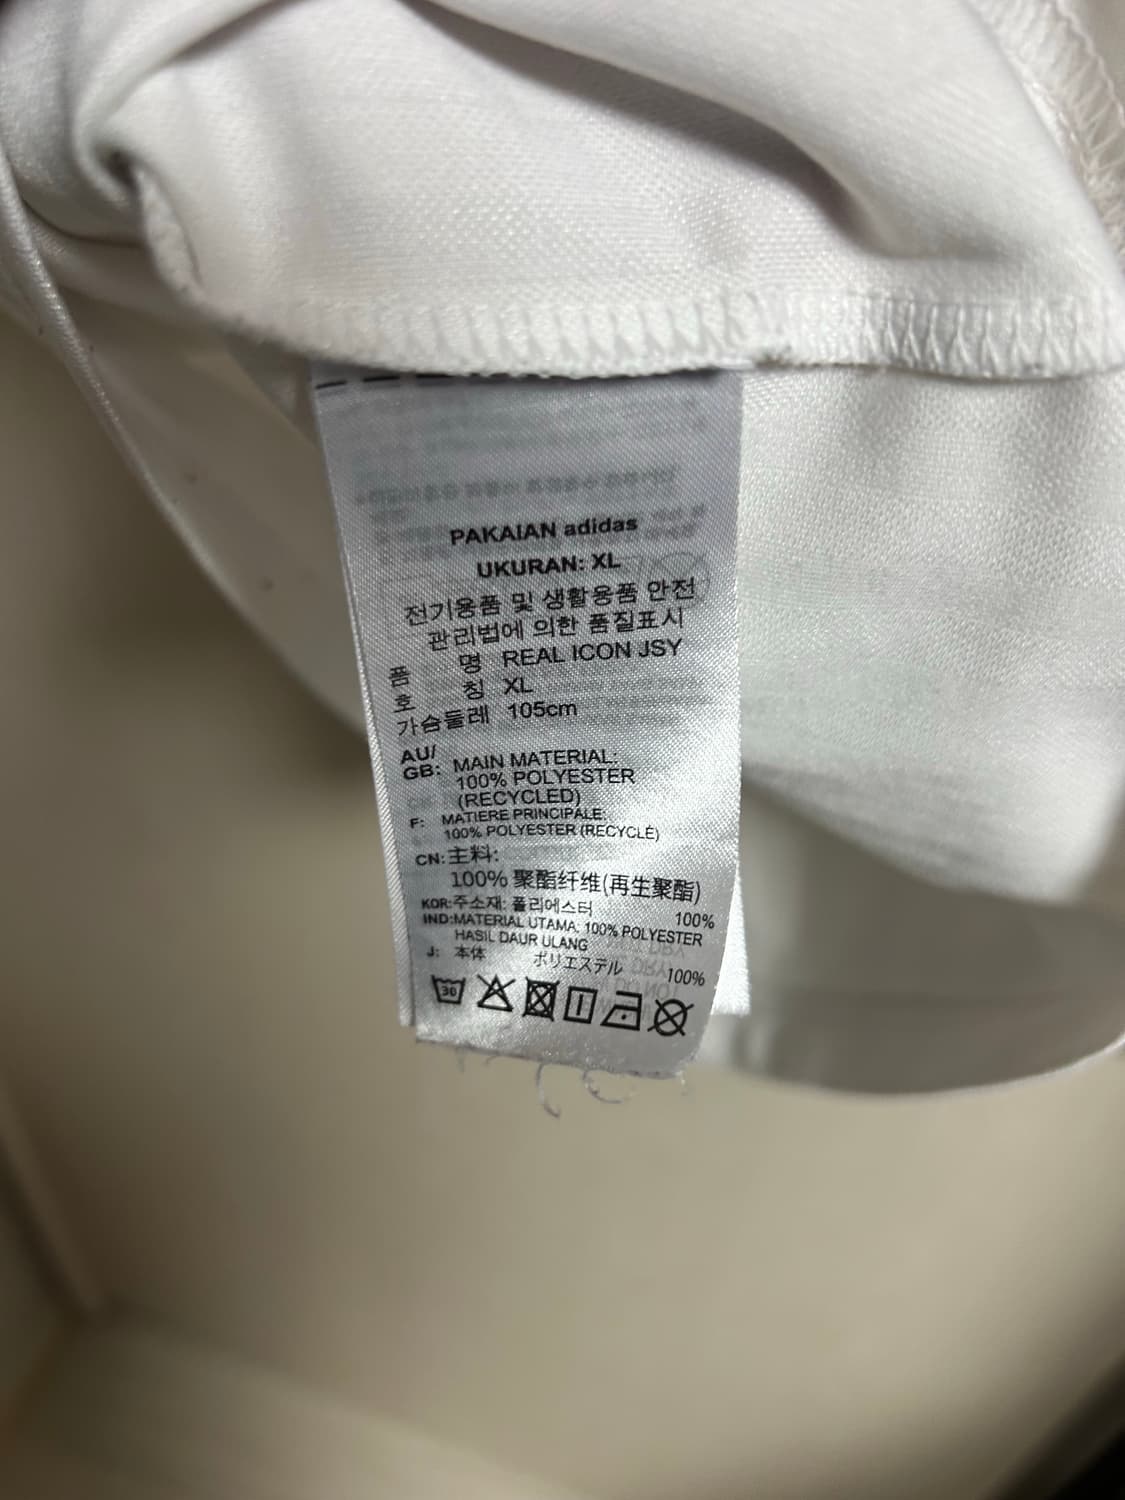 PAKAIAN adidas
UKURAN: XL
전기용품 및 생활용품 안전
관리법에 의한 품질표시
품 명 REAL ICON JSY
호 칭 XL
가슴둘레 105cm
AU/
GB: MAIN MATERIAL:
100% POLYESTER
(RECYCLED)
F: MATIERE PRINCIPALE:
100% POLYESTER (RECYCLÉ)
CN: 主料:
100% 聚酯纤维(再生聚酯)
KOR: 주소재: 폴리에스터 100%
IND: MATERIAL UTAMA: 100% POLYESTER
HASIL DAUR ULANG
J: 本体 ポリエステル 100%
30